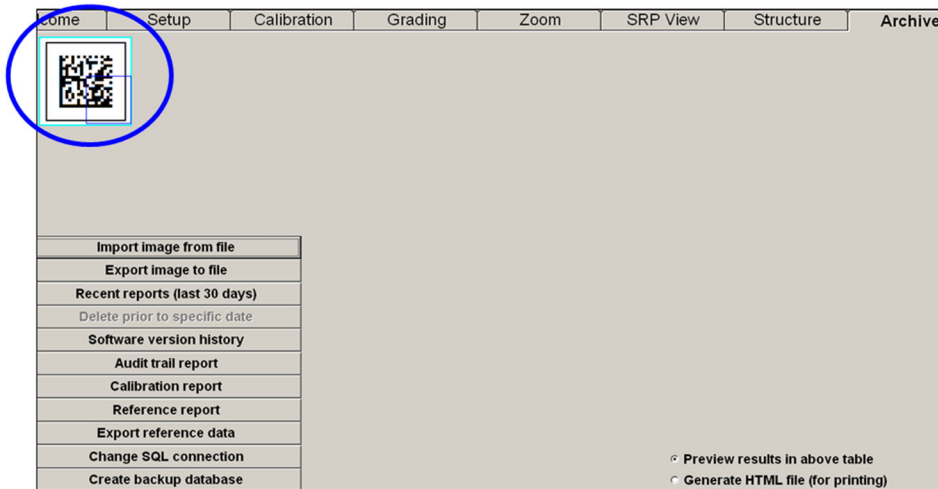 ome Setup Calibration Grading Zoom SRP View Structure Archive
Import image from file
Export image to file
Recent reports (last 30 days)
Delete prior to specific date
Software version history
Audit trail report
Calibration report
Reference report
Export reference data
Change SQL connection
Create backup database
Preview results in above table
Generate HTML file (for printing)